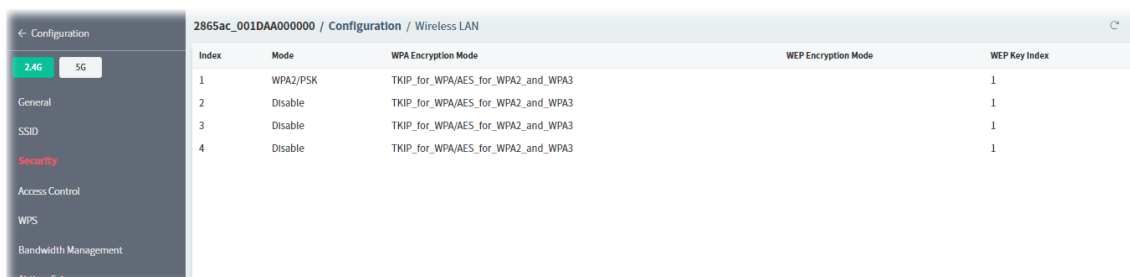 ← Configuration
2.4G 5G
General
SSID
Security
Access Control
WPS
Bandwidth Management
2865ac_001DAA000000 / Configuration / Wireless LAN
Index Mode WPA Encryption Mode WEP Encryption Mode WEP Key Index
1 WPA2/PSK TKIP_for_WPA/AES_for_WPA2_and_WPA3 1
2 Disable TKIP_for_WPA/AES_for_WPA2_and_WPA3 1
3 Disable TKIP_for_WPA/AES_for_WPA2_and_WPA3 1
4 Disable TKIP_for_WPA/AES_for_WPA2_and_WPA3 1